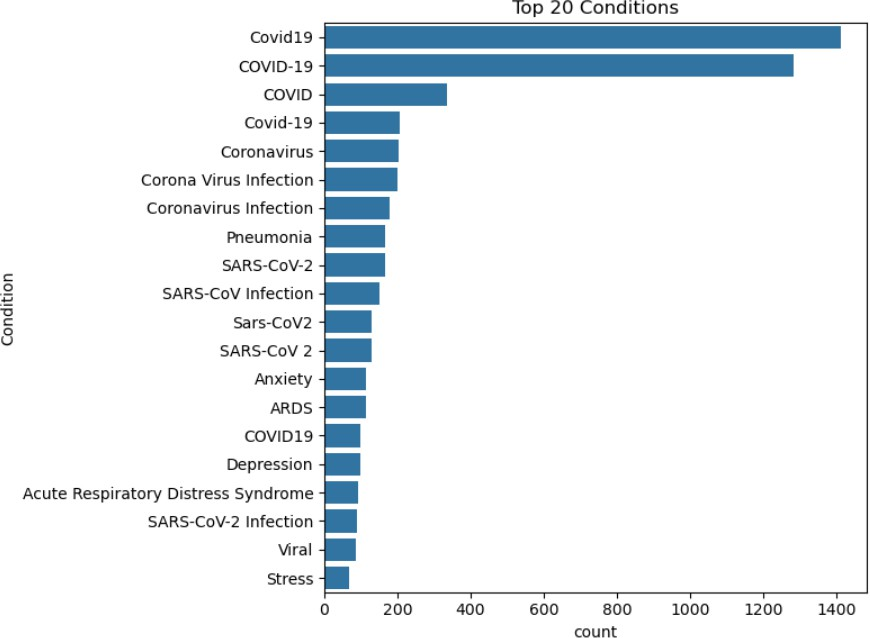 Top 20 Conditions
Covid19
COVID-19
COVID
Covid-19
Coronavirus
Corona Virus Infection
Coronavirus Infection
Pneumonia
SARS-CoV-2
SARS-CoV Infection
Sars-CoV2
SARS-CoV 2
Anxiety
ARDS
COVID19
Depression
Acute Respiratory Distress Syndrome
SARS-CoV-2 Infection
Viral
Stress
Condition
0 200 400 600 800 1000 1200 1400
count